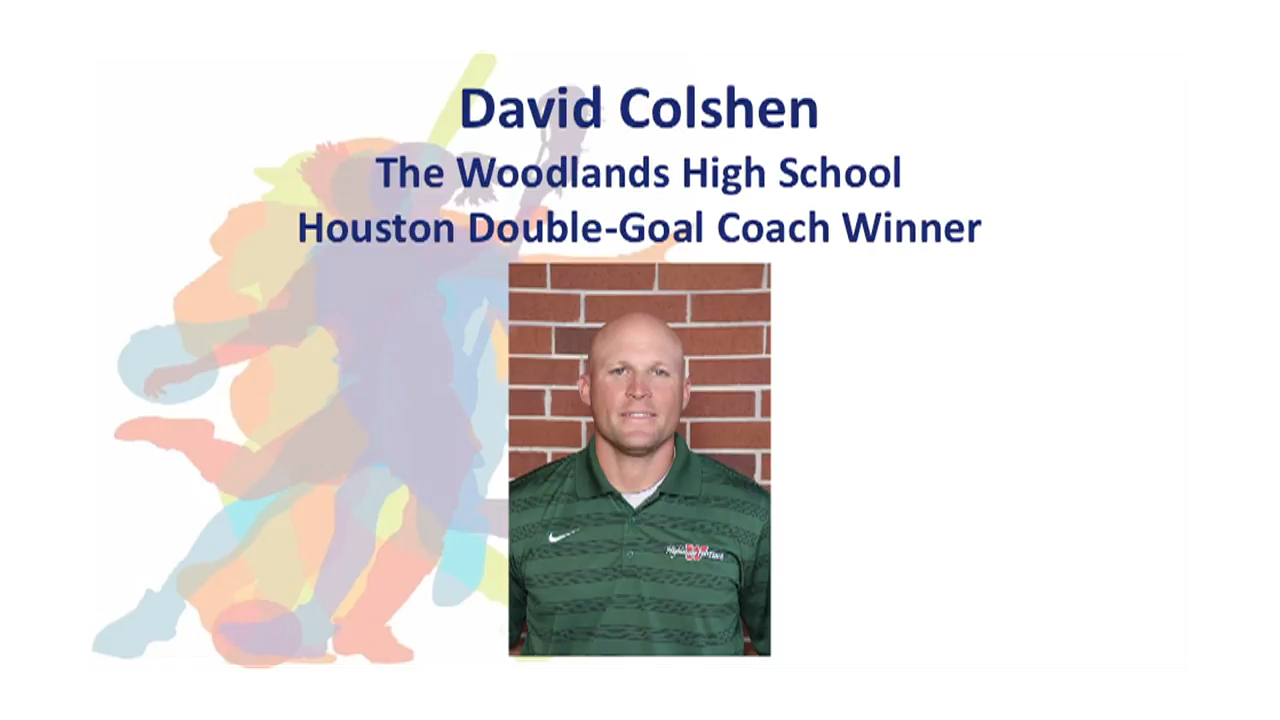 David Colshen
The Woodlands High School
Houston Double-Goal Coach Winner
W